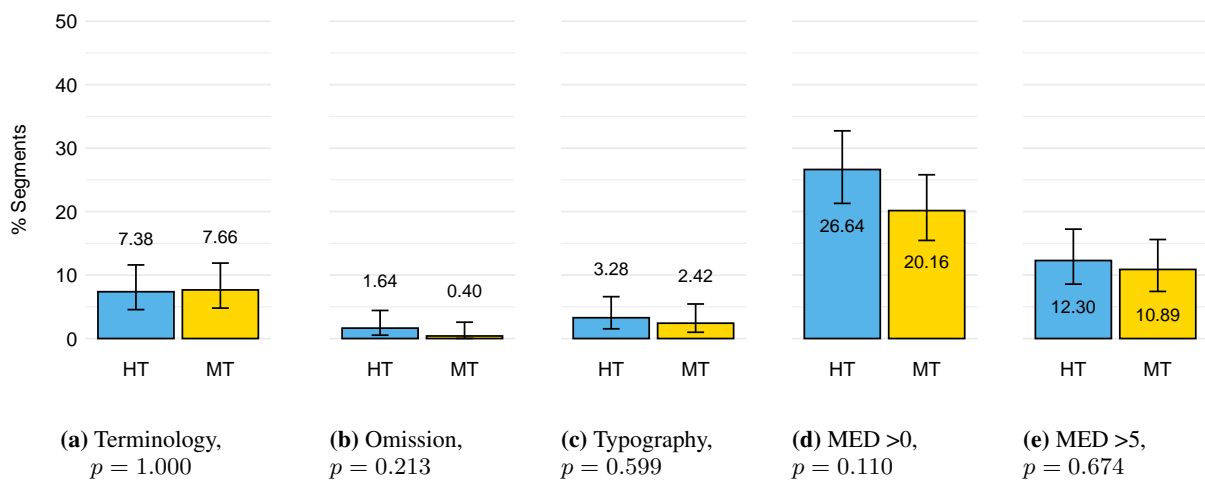 50
40
30
20
10
0
% Segments
7.38
7.66
HT
MT
1.64
0.40
HT
MT
3.28
2.42
HT
MT
26.64
20.16
HT
MT
12.30
10.89
HT
MT
(a) Terminology,
p = 1.000
(b) Omission,
p = 0.213
(c) Typography,
p = 0.599
(d) MED >0,
p = 0.110
(e) MED >5,
p = 0.674